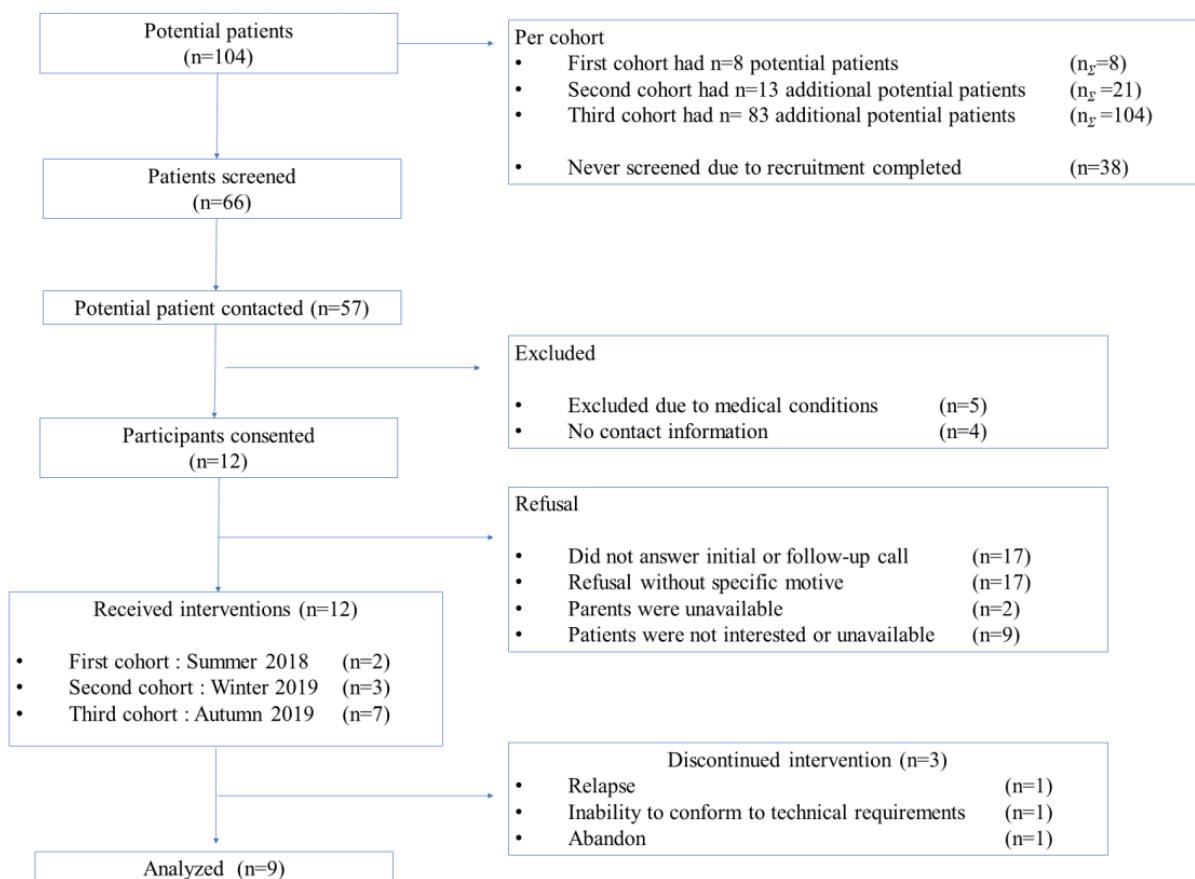 Potential patients
(n=104)
Per cohort
• First cohort had n=8 potential patients (nΣ=8)
• Second cohort had n=13 additional potential patients (nΣ =21)
• Third cohort had n= 83 additional potential patients (nΣ =104)
• Never screened due to recruitment completed (n=38)
Patients screened
(n=66)
Potential patient contacted (n=57)
Excluded
• Excluded due to medical conditions (n=5)
• No contact information (n=4)
Participants consented
(n=12)
Refusal
• Did not answer initial or follow-up call (n=17)
• Refusal without specific motive (n=17)
• Parents were unavailable (n=2)
• Patients were not interested or unavailable (n=9)
Received interventions (n=12)
• First cohort : Summer 2018 (n=2)
• Second cohort : Winter 2019 (n=3)
• Third cohort : Autumn 2019 (n=7)
Discontinued intervention (n=3)
• Relapse (n=1)
• Inability to conform to technical requirements (n=1)
• Abandon (n=1)
Analyzed (n=9)